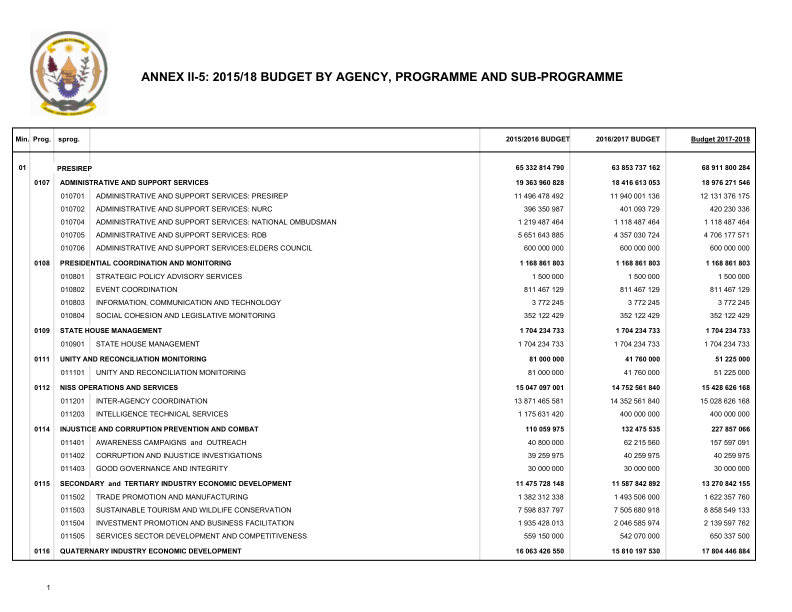 ANNEX II-5: 2015/18 BUDGET BY AGENCY, PROGRAMME AND SUB-PROGRAMME
Min. Prog. sprog. 2015/2016 BUDGET 2016/2017 BUDGET Budget 2017-2018
01 PRESIREP 65 332 814 790 63 853 737 162 68 911 800 284
0107 ADMINISTRATIVE AND SUPPORT SERVICES 19 363 960 828 18 416 613 053 18 976 271 546
010701 ADMINISTRATIVE AND SUPPORT SERVICES: PRESIREP 11 496 478 492 11 940 001 136 12 131 376 175
010702 ADMINISTRATIVE AND SUPPORT SERVICES: NURC 396 350 987 401 093 729 420 230 336
010704 ADMINISTRATIVE AND SUPPORT SERVICES: NATIONAL OMBUDSMAN 1 219 487 464 1 118 487 464 1 118 487 464
010705 ADMINISTRATIVE AND SUPPORT SERVICES: RDB 5 651 643 885 4 357 030 724 4 706 177 571
010706 ADMINISTRATIVE AND SUPPORT SERVICES:ELDERS COUNCIL 600 000 000 600 000 000 600 000 000
0108 PRESIDENTIAL COORDINATION AND MONITORING 1 168 861 803 1 168 861 803 1 168 861 803
010801 STRATEGIC POLICY ADVISORY SERVICES 1 500 000 1 500 000 1 500 000
010802 EVENT COORDINATION 811 467 129 811 467 129 811 467 129
010803 INFORMATION, COMMUNICATION AND TECHNOLOGY 3 772 245 3 772 245 3 772 245
010804 SOCIAL COHESION AND LEGISLATIVE MONITORING 352 122 429 352 122 429 352 122 429
0109 STATE HOUSE MANAGEMENT 1 704 234 733 1 704 234 733 1 704 234 733
010901 STATE HOUSE MANAGEMENT 1 704 234 733 1 704 234 733 1 704 234 733
0111 UNITY AND RECONCILIATION MONITORING 81 000 000 41 760 000 51 225 000
011101 UNITY AND RECONCILIATION MONITORING 81 000 000 41 760 000 51 225 000
0112 NISS OPERATIONS AND SERVICES 15 047 097 001 14 752 561 840 15 428 626 168
011201 INTER-AGENCY COORDINATION 13 871 465 581 14 352 561 840 15 028 626 168
011203 INTELLIGENCE TECHNICAL SERVICES 1 175 631 420 400 000 000 400 000 000
0114 INJUSTICE AND CORRUPTION PREVENTION AND COMBAT 110 059 975 132 475 535 227 857 066
011401 AWARENESS CAMPAIGNS and OUTREACH 40 800 000 62 215 560 157 597 091
011402 CORRUPTION AND INJUSTICE INVESTIGATIONS 39 259 975 40 259 975 40 259 975
011403 GOOD GOVERNANCE AND INTEGRITY 30 000 000 30 000 000 30 000 000
0115 SECONDARY and TERTIARY INDUSTRY ECONOMIC DEVELOPMENT 11 475 728 148 11 587 842 892 13 270 842 155
011502 TRADE PROMOTION AND MANUFACTURING 1 382 312 338 1 493 506 000 1 622 357 760
011503 SUSTAINABLE TOURISM AND WILDLIFE CONSERVATION 7 598 837 797 7 505 680 918 8 858 549 133
011504 INVESTMENT PROMOTION AND BUSINESS FACILITATION 1 935 428 013 2 046 585 974 2 139 597 762
011505 SERVICES SECTOR DEVELOPMENT AND COMPETITIVENESS 559 150 000 542 070 000 650 337 500
0116 QUATERNARY INDUSTRY ECONOMIC DEVELOPMENT 16 063 426 550 15 810 197 530 17 804 446 884
1